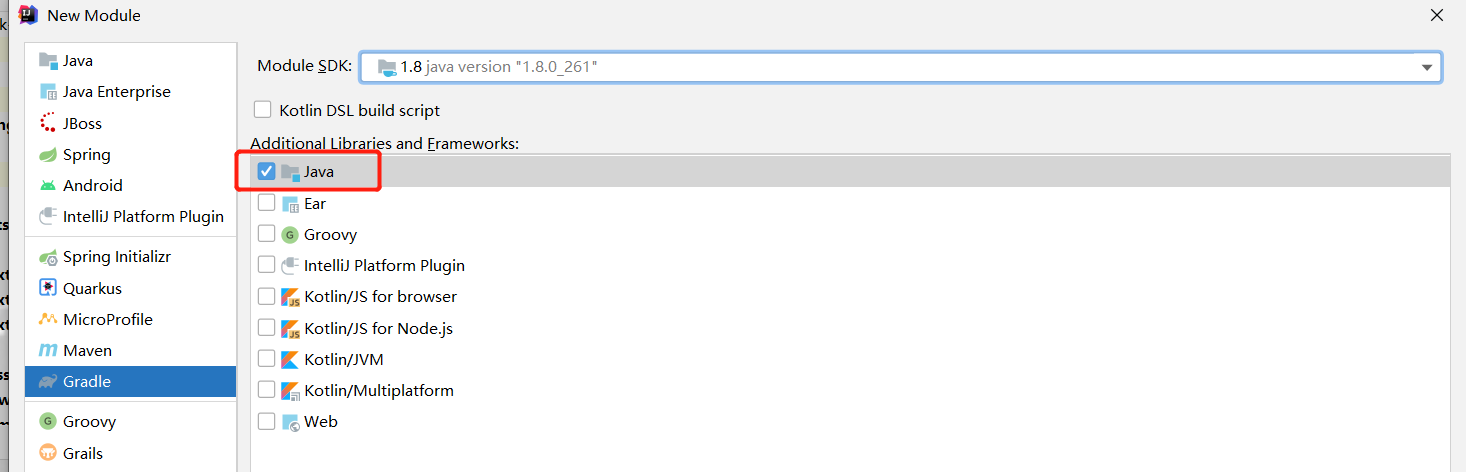 New Module
Java
Java Enterprise
JBoss
Spring
Android
IntelliJ Platform Plugin
Spring Initializr
Quarkus
MicroProfile
Maven
Gradle
Groovy
Grails
Module SDK: 1.8 java version "1.8.0_261"
Kotlin DSL build script
Additional Libraries and Frameworks:
Java
Ear
Groovy
IntelliJ Platform Plugin
Kotlin/JS for browser
Kotlin/JS for Node.js
Kotlin/JVM
Kotlin/Multiplatform
Web